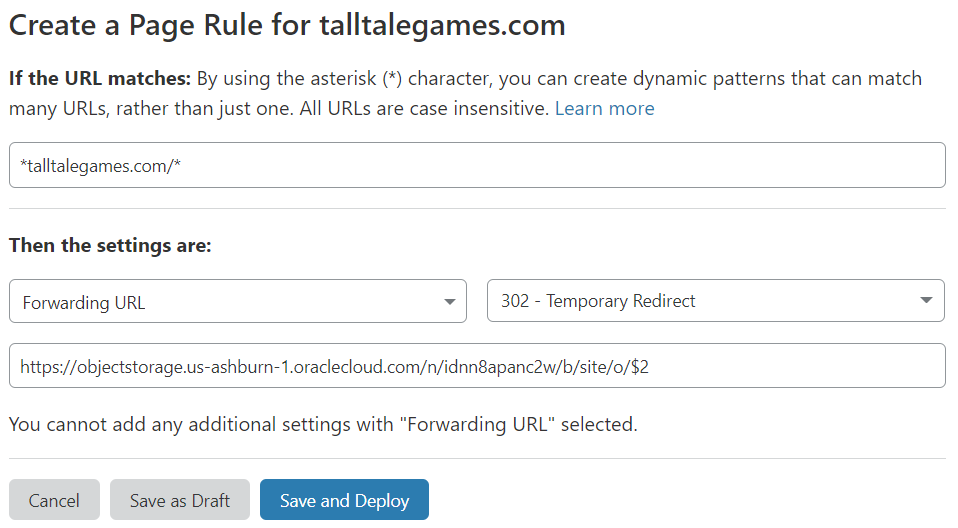 Create a Page Rule for talltalegames.com
If the URL matches: By using the asterisk (*) character, you can create dynamic patterns that can match
many URLs, rather than just one. All URLs are case insensitive. Learn more
*talltalegames.com/*
Then the settings are:
Forwarding URL 302 - Temporary Redirect
https://objectstorage.us-ashburn-1.oraclecloud.com/n/idnn8apanc2w/b/site/o/$2
You cannot add any additional settings with "Forwarding URL" selected.
Cancel Save as Draft Save and Deploy